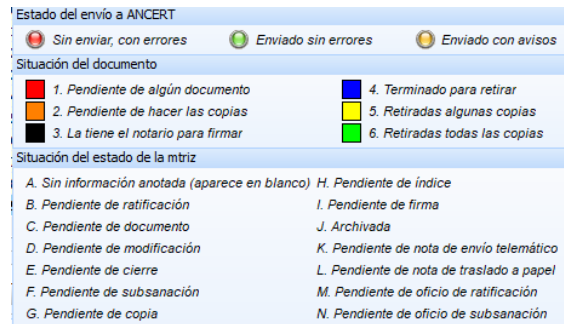 Estado del envío a ANCERT
Sin enviar, con errores Enviado sin errores Enviado con avisos
Situación del documento
1. Pendiente de algún documento 4. Terminado para retirar
2. Pendiente de hacer las copias 5. Retiradas algunas copias
3. La tiene el notario para firmar 6. Retiradas todas las copias
Situación del estado de la mtriz
A. Sin información anotada (aparece en blanco) H. Pendiente de índice
B. Pendiente de ratificación I. Pendiente de firma
C. Pendiente de documento J. Archivada
D. Pendiente de modificación K. Pendiente de nota de envío telemático
E. Pendiente de cierre L. Pendiente de nota de traslado a papel
F. Pendiente de subsanación M. Pendiente de oficio de ratificación
G. Pendiente de copia N. Pendiente de oficio de subsanación